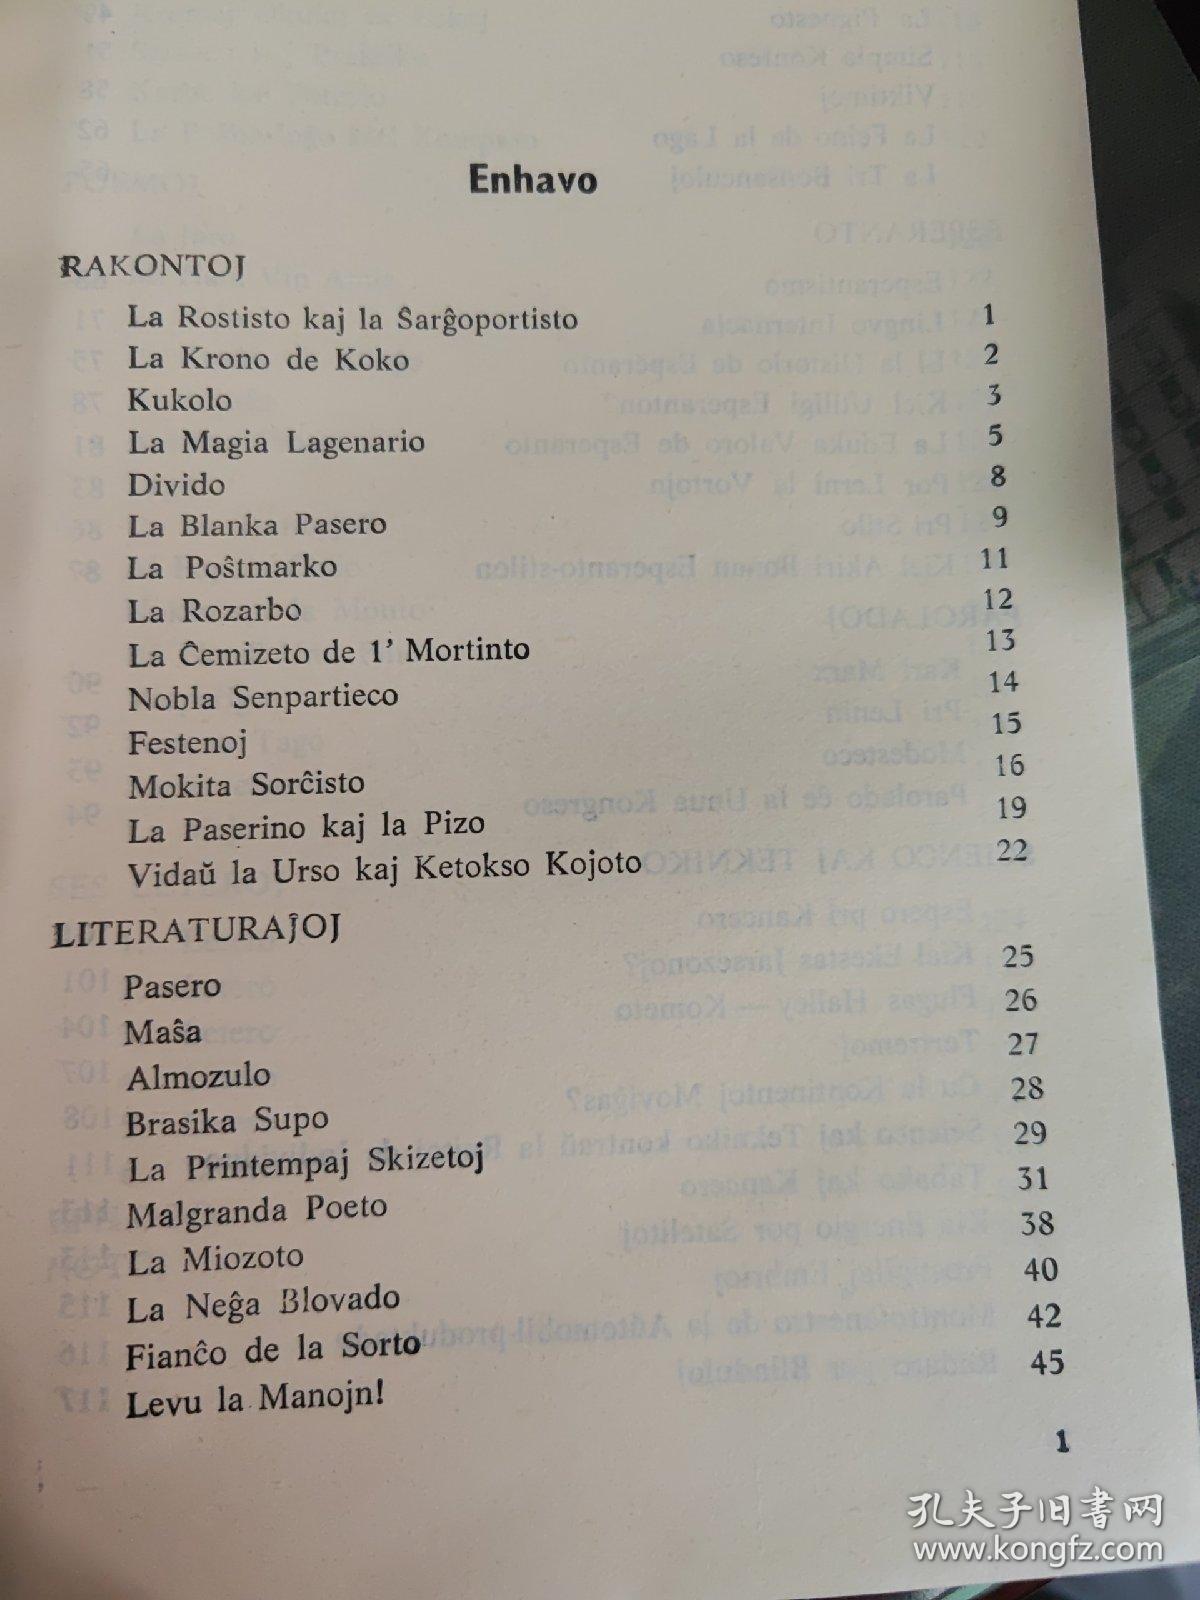 Enhavo
RAKONTOJ
La Rostisto kaj la Ŝarĝoportisto 1
La Krono de Koko 2
Kukolo 3
La Magia Lagenario 5
Divido 8
La Blanka Pasero 9
La Poŝtmarko 11
La Rozarbo 12
La Ĉemizeto de l' Mortinto 13
Nobla Senpartieco 14
Festenoj 15
Mokita Sorĉisto 16
La Paserino kaj la Pizo 19
Vidaŭ la Urso kaj Ketokso Kojoto 22
LITERATURAĴOJ
Pasero 25
Maŝa 26
Almozulo 27
Brasika Supo 28
La Printempaj Skizetoj 29
Malgranda Poeto 31
La Miozoto 38
La Neĝa Blovado 40
Fianĉo de la Sorto 42
Levu la Manojn! 45
1
孔夫子旧书网
www.kongfz.com